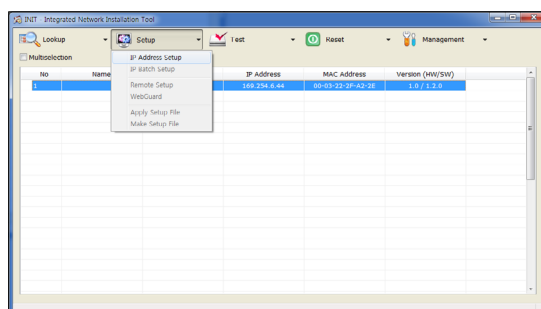 INIT - Integrated Network Installation Tool
Lookup Setup Test Reset Management
Multiselection
IP Address Setup
IP Batch Setup
Remote Setup
WebGuard
Apply Setup File
Make Setup File
No Name IP Address MAC Address Version (HW/SW)
1 169.254.6.44 00-03-22-2F-A2-2E 1.0 / 1.2.0